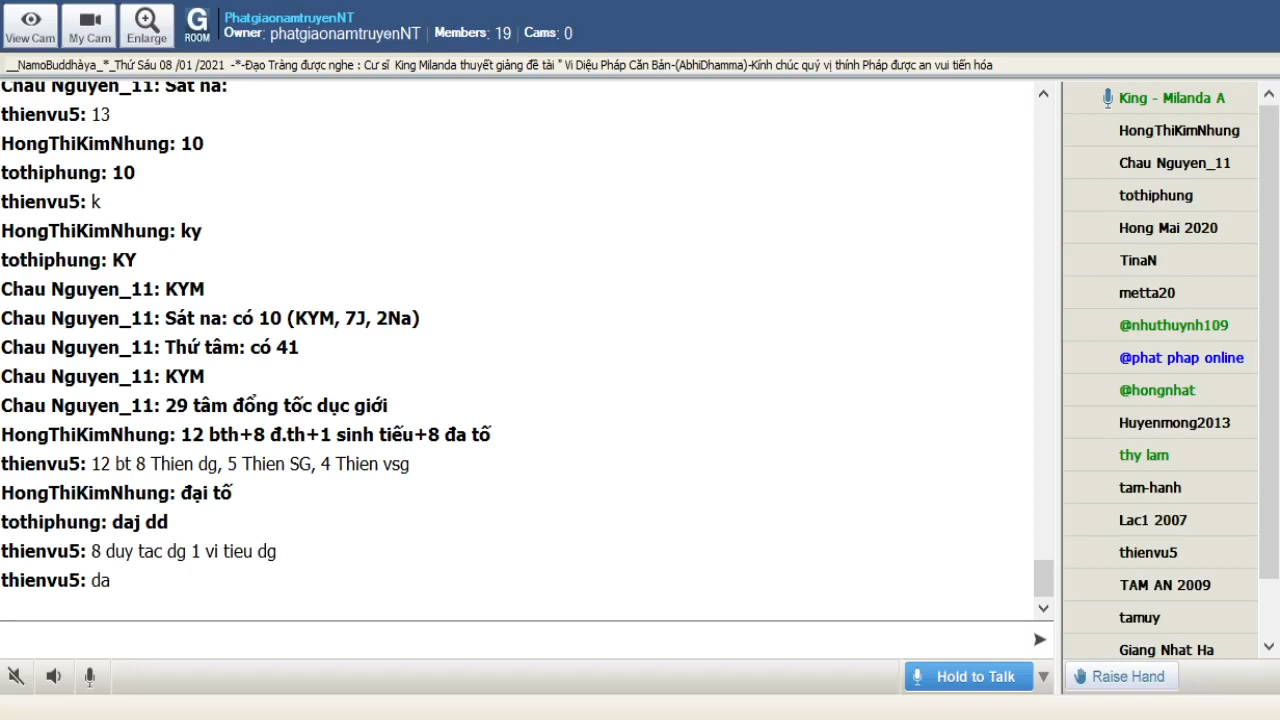 View Cam
My Cam
Enlarge
G
ROOM
PhatgiaonamtruyenNT
Owner: phatgiaonamtruyenNT | Members: 19 | Cams: 0
__NamoBuddhàya_*_Thứ Sáu 08 /01 /2021 -*-Đạo Tràng được nghe : Cư sĩ King Milanda thuyết giảng đề tài " Vi Diệu Pháp Căn Bản-(AbhiDhamma)-Kính chúc quý vị thính Pháp được an vui tiến hóa
Chau Nguyen_11: Sát na:
thienvu5: 13
HongThiKimNhung: 10
tothiphung: 10
thienvu5: k
HongThiKimNhung: ky
tothiphung: KY
Chau Nguyen_11: KYM
Chau Nguyen_11: Sát na: có 10 (KYM, 7J, 2Na)
Chau Nguyen_11: Thứ tâm: có 41
Chau Nguyen_11: KYM
Chau Nguyen_11: 29 tâm đổng tốc dục giới
HongThiKimNhung: 12 bth+8 đ.th+1 sinh tiếu+8 đa tố
thienvu5: 12 bt 8 Thien dg, 5 Thien SG, 4 Thien vsg
HongThiKimNhung: đại tố
tothiphung: daj dd
thienvu5: 8 duy tac dg 1 vi tieu dg
thienvu5: da
King - Milanda A
HongThiKimNhung
Chau Nguyen_11
tothiphung
Hong Mai 2020
TinaN
metta20
@nhuthuynh109
@phat phap online
@hongnhat
Huyenmong2013
thy lam
tam-hanh
Lac1 2007
thienvu5
TAM AN 2009
tamuy
Giang Nhat Ha
Hold to Talk
Raise Hand